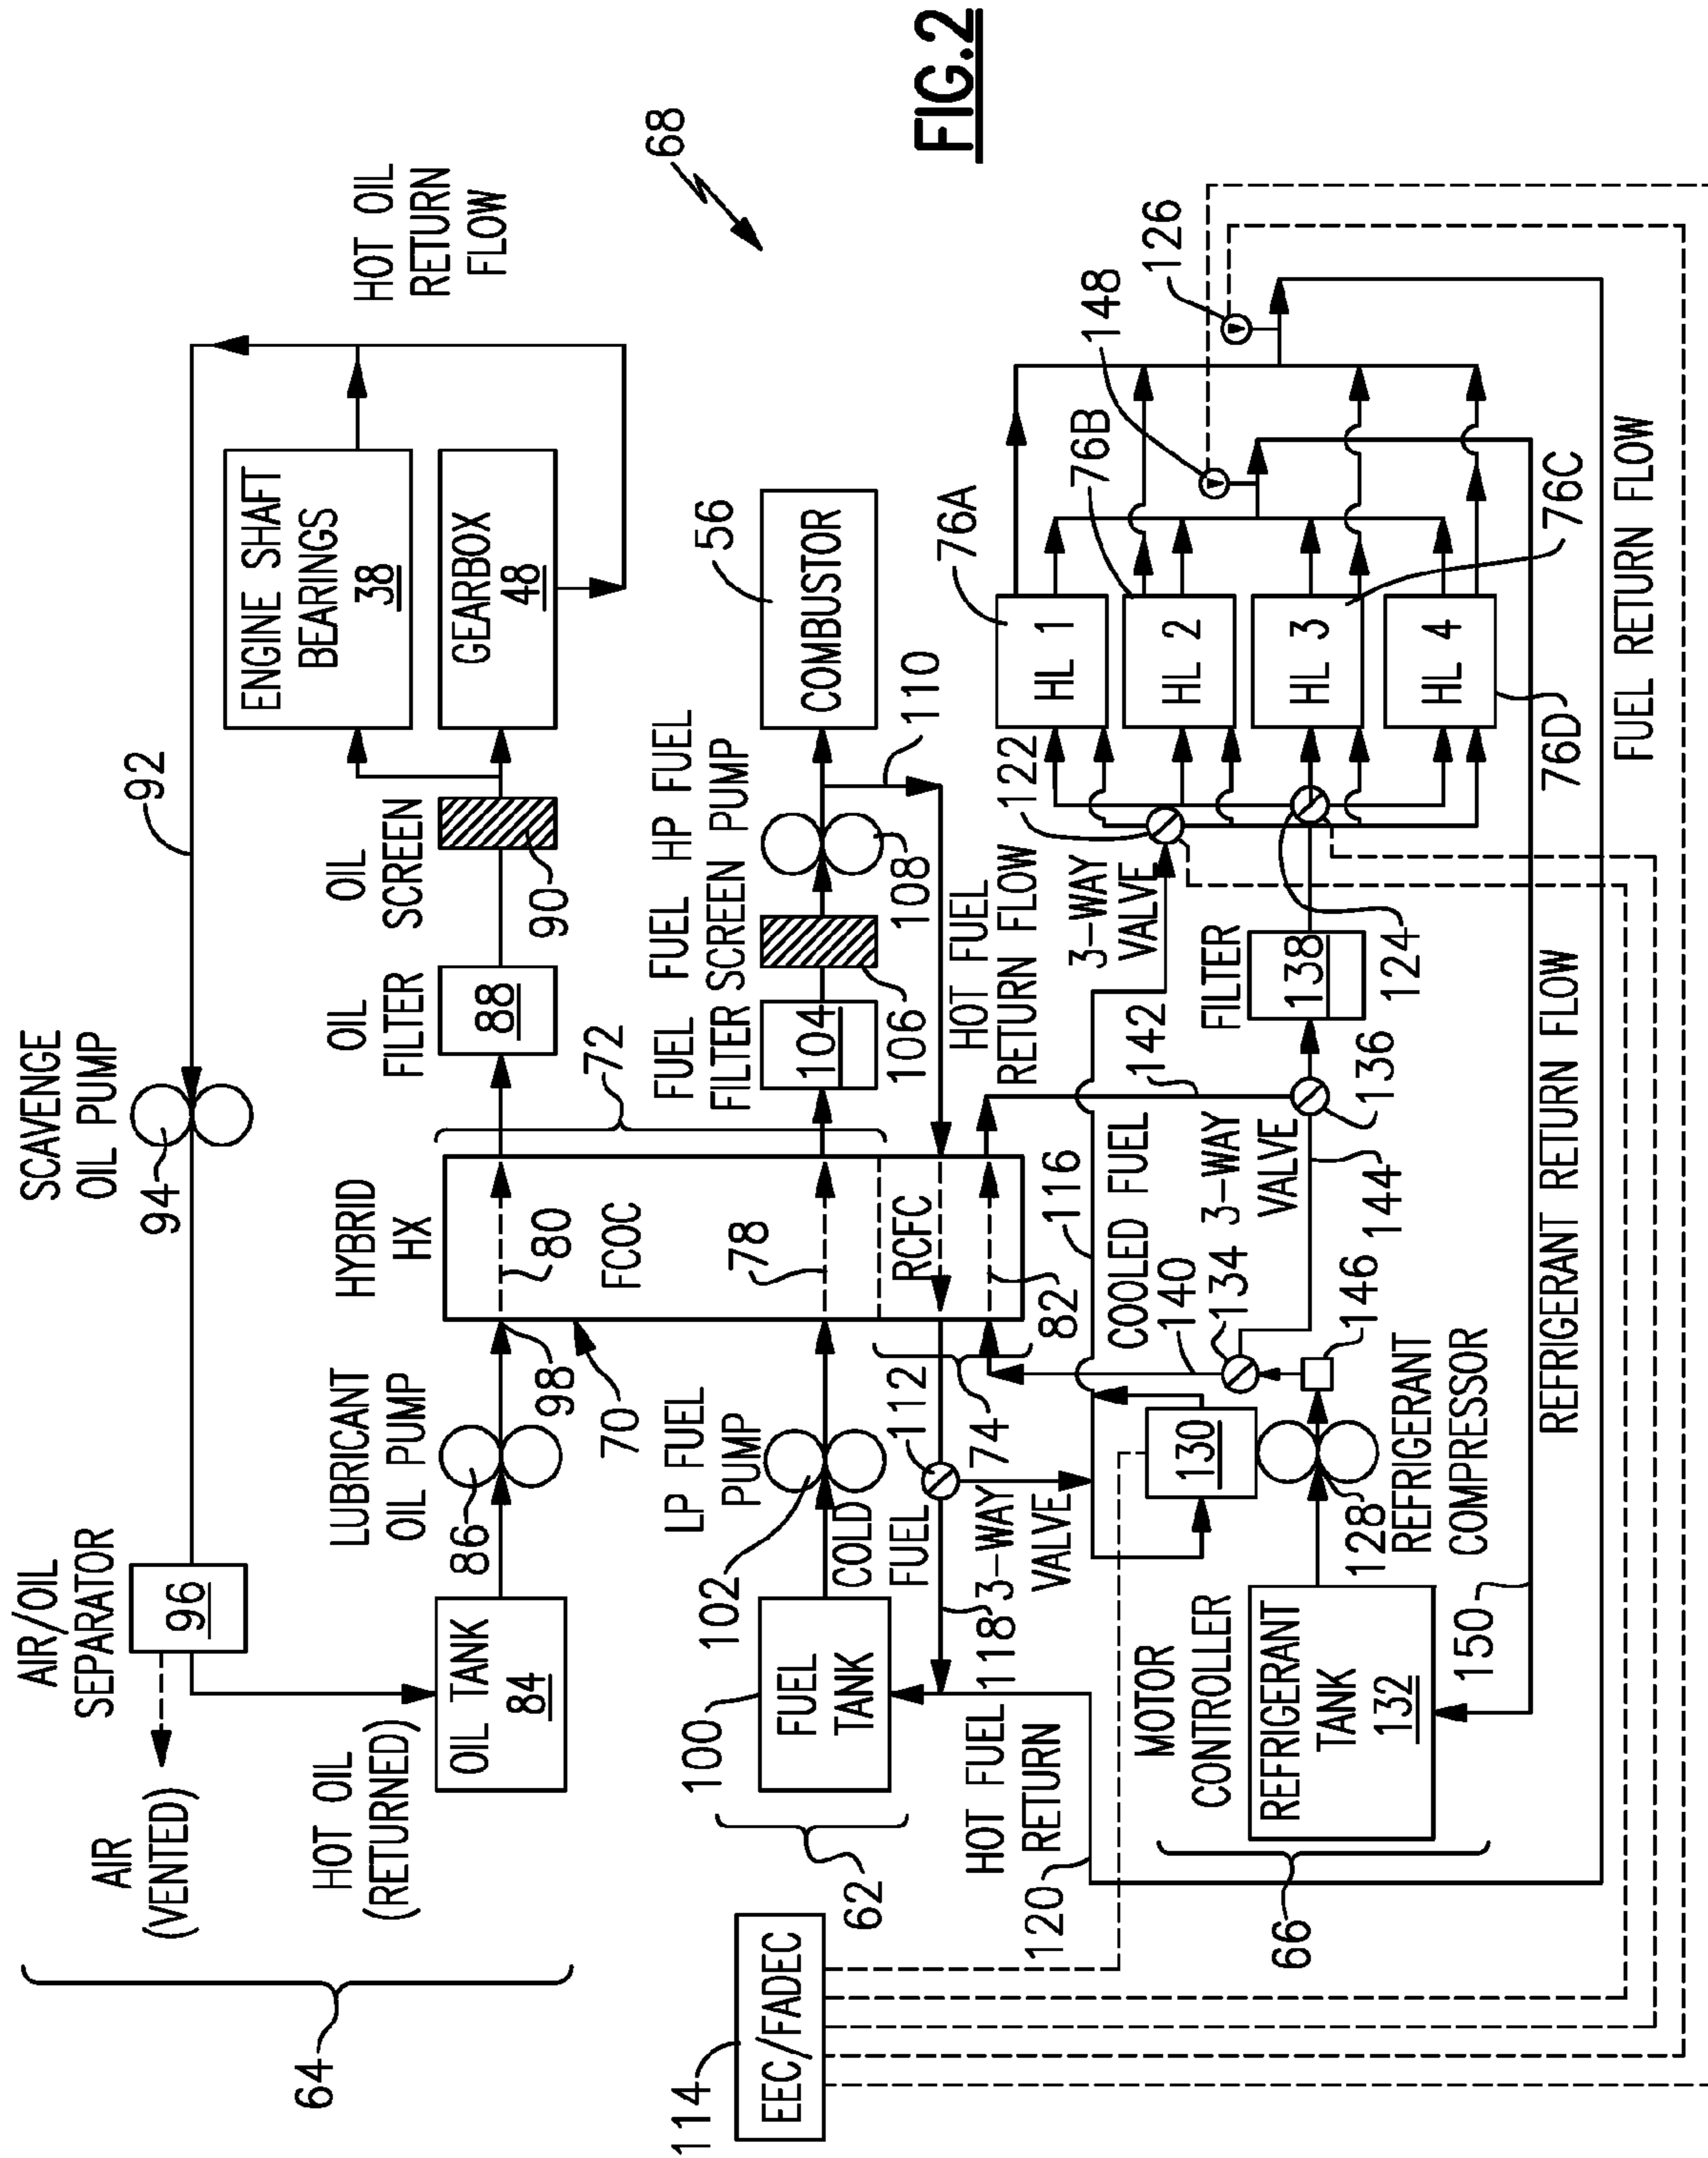 FIG.2
68
64
AIR/OIL
SEPARATOR
96
AIR
(VENTED)
HOT OIL
(RETURNED)
SCAVENGE
OIL PUMP
94
92
HOT OIL
RETURN
FLOW
OIL TANK
84
LUBRICANT
OIL PUMP
86
98
70
HYBRID
HX
80
FCOC
78
RCFC
82
72
74
OIL
FILTER
88
OIL
SCREEN
90
ENGINE SHAFT
BEARINGS
38
GEARBOX
48
114
EEC/FADEC
62
100
FUEL
TANK
LP FUEL
PUMP
102
COLD
FUEL
112
3-WAY
VALVE
118
HOT FUEL
RETURN
120
FUEL
FILTER
104
FUEL
SCREEN
106
HP FUEL
PUMP
108
COMBUSTOR
56
110
HOT FUEL
RETURN FLOW
COOLED FUEL
116
142
140
3-WAY
VALVE
122
66
MOTOR
CONTROLLER
130
REFRIGERANT
TANK
132
REFRIGERANT
COMPRESSOR
128
146
134
3-WAY
VALVE
144
136
FILTER
138
124
HL 1
HL 2
HL 3
HL 4
76A
76B
76C
76D
148
126
150
REFRIGERANT RETURN FLOW
FUEL RETURN FLOW